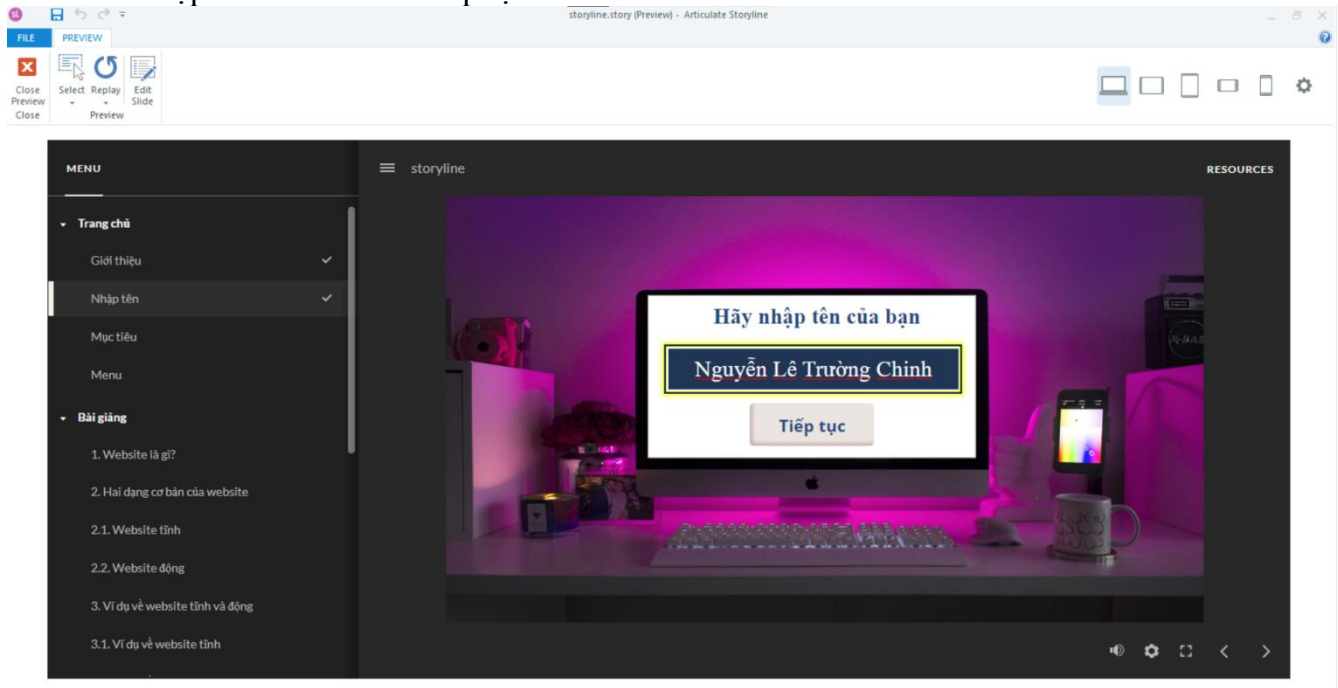 storyline.story (Preview) - Articulate Storyline
FILE PREVIEW
Close Preview
Select
Replay
Edit Slide
Close
Preview
MENU
storyline
RESOURCES
Trang chủ
Giới thiệu
Nhập tên
Mục tiêu
Menu
Bài giảng
1. Website là gì?
2. Hai dạng cơ bản của website
2.1. Website tĩnh
2.2. Website động
3. Ví dụ về website tĩnh và động
3.1. Ví dụ về website tĩnh
Hãy nhập tên của bạn
Nguyễn Lê Trường Chinh
Tiếp tục